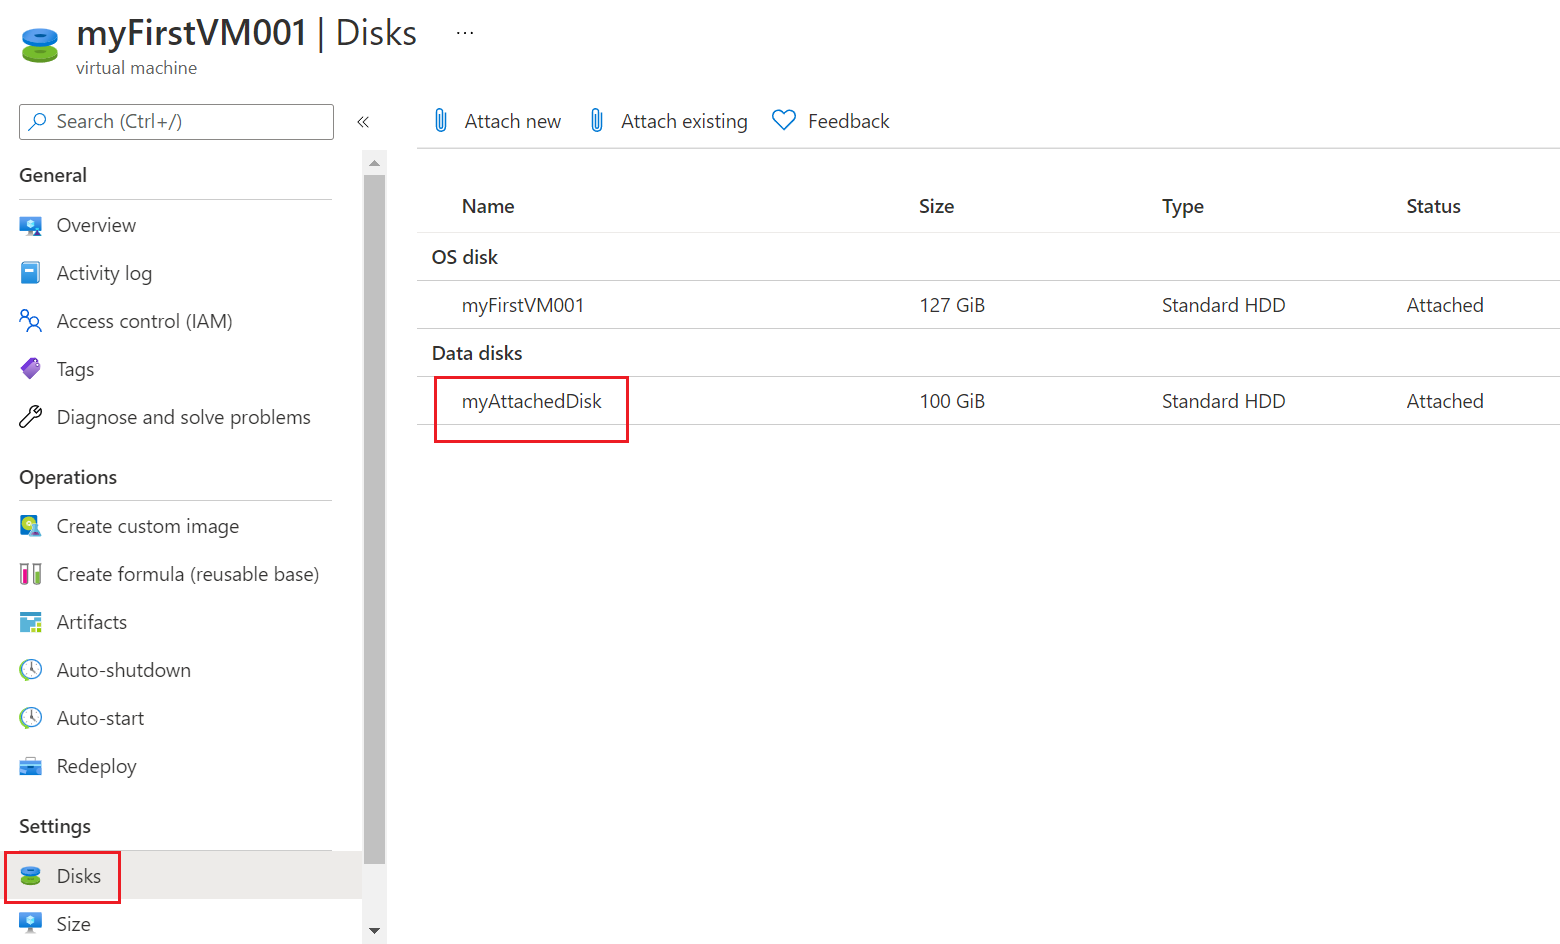 myFirstVM001 | Disks ...
virtual machine
Search (Ctrl+/)
«
General
Overview
Activity log
Access control (IAM)
Tags
Diagnose and solve problems
Operations
Create custom image
Create formula (reusable base)
Artifacts
Auto-shutdown
Auto-start
Redeploy
Settings
Disks
Size
Attach new Attach existing Feedback
Name Size Type Status
OS disk
myFirstVM001 127 GiB Standard HDD Attached
Data disks
myAttachedDisk 100 GiB Standard HDD Attached